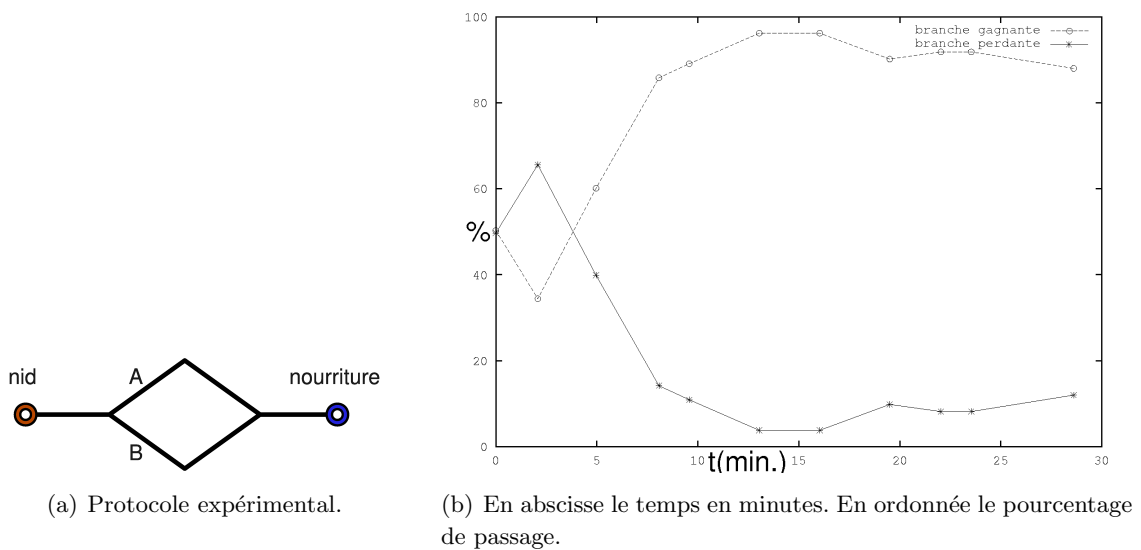 nid
A
B
nourriture
(a) Protocole expérimental.
100
80
60
%
40
20
0
branche gagnante
branche perdante
0 5 10 t(min.) 15 20 25 30
(b) En abscisse le temps en minutes. En ordonnée le pourcentage
de passage.